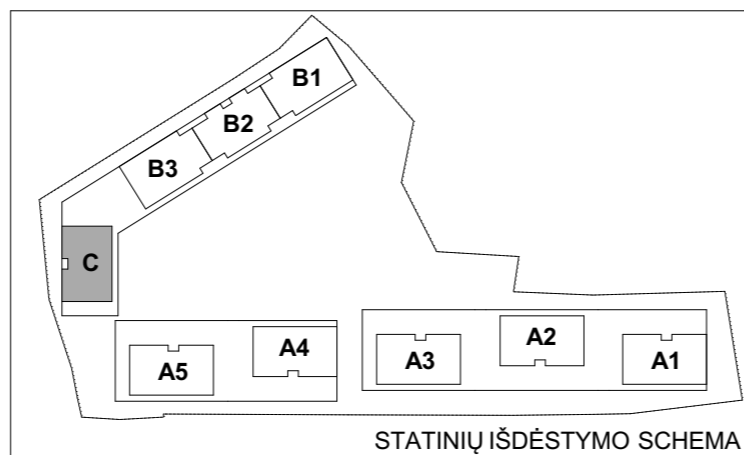 B1
B2
B3
C
A2
A4
A3
A1
A5
STATINIŲ IŠDĖSTYMO SCHEMA